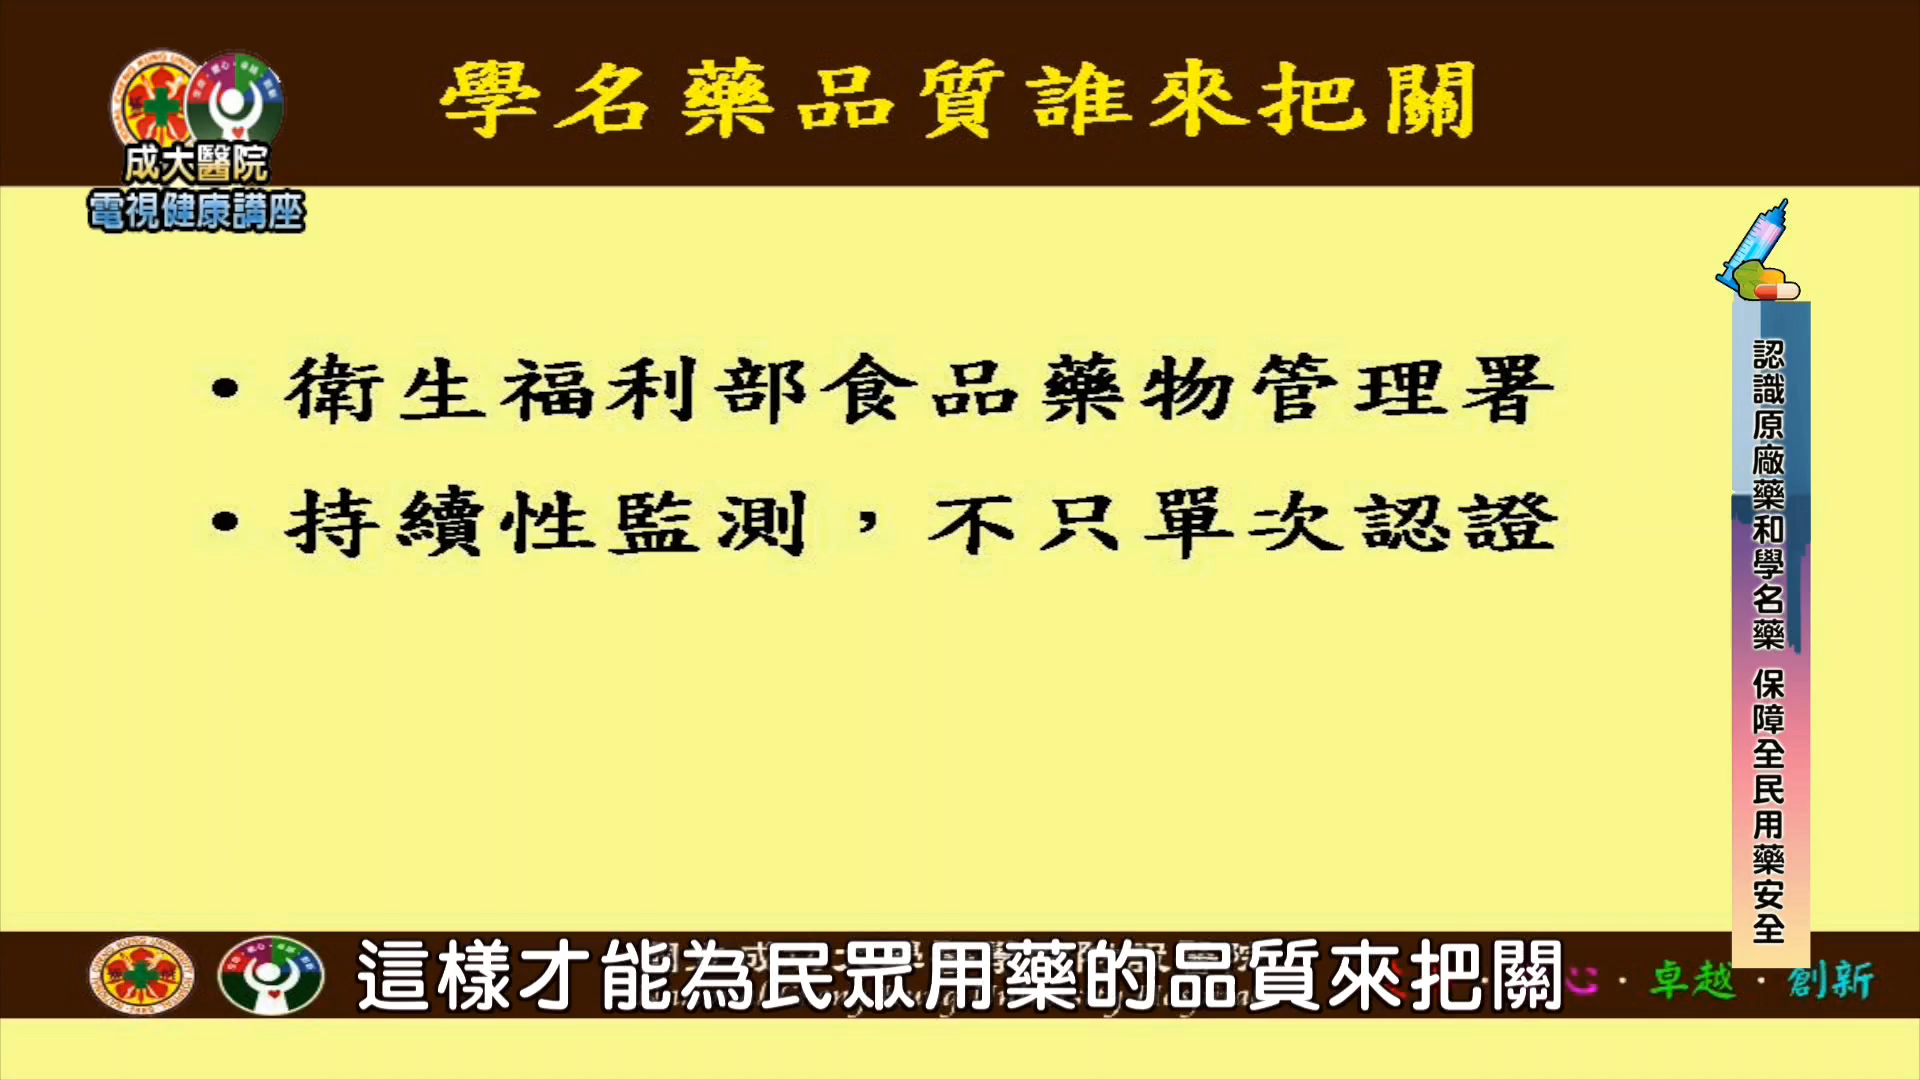 學名藥品質誰來把關
成大醫院
電視健康講座
• 衛生福利部食品藥物管理署
• 持續性監測，不只單次認證
認識原廠藥和學名藥 保障全民用藥安全
這樣才能為民眾用藥的品質來把關
心·卓越·創新